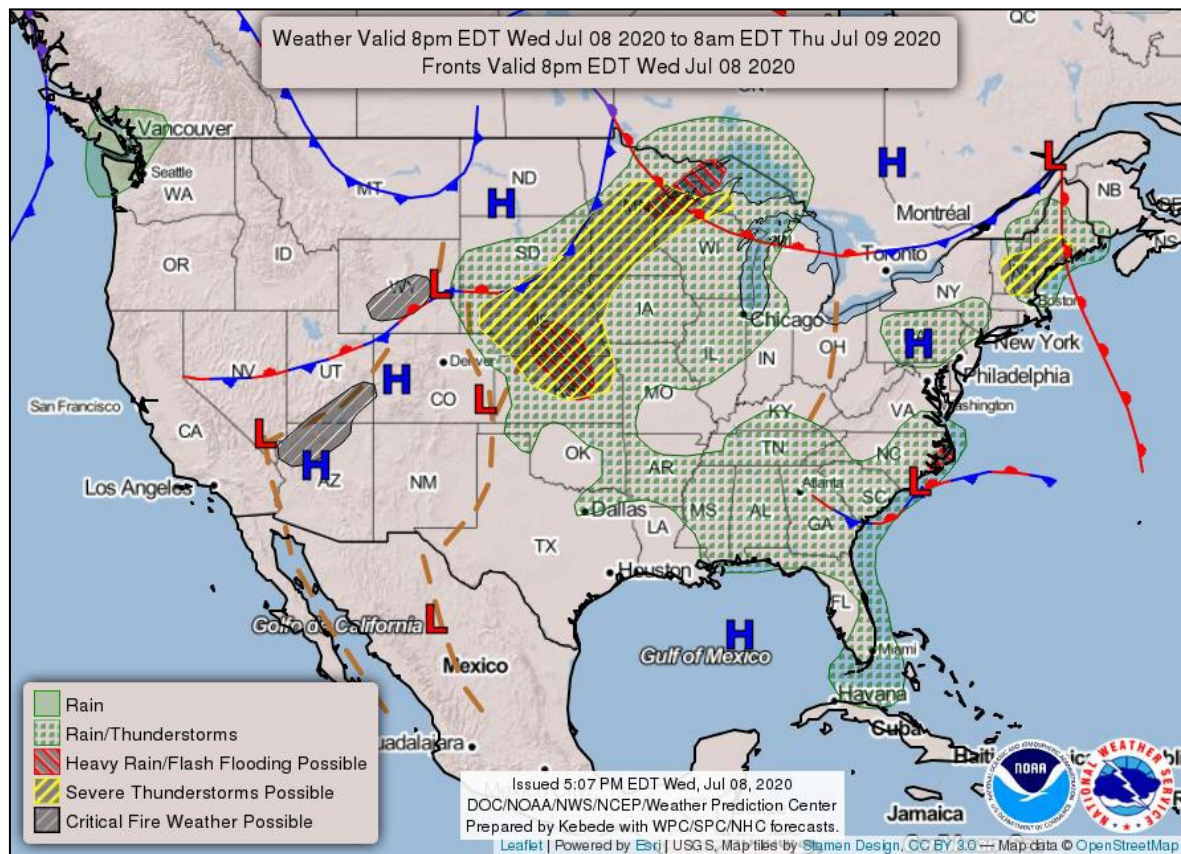 Weather Valid 8pm EDT Wed Jul 08 2020 to 8am EDT Thu Jul 09 2020
Fronts Valid 8pm EDT Wed Jul 08 2020
QC
Vancouver
Seattle
WA
MT
ND
H
H
L
NB
Montréal
NS
OR
ID
SD
WI
Toronto
WY
L
IA
NY
Boston
Chicago
H
New York
NV
UT
Denver
H
CO
L
IL
IN
OH
Philadelphia
San Francisco
CA
MO
KY
VA
Washington
L
H
AZ
NM
OK
AR
TN
NC
L
Los Angeles
Dallas
MS
AL
Atlanta
GA
SC
LA
TX
Houston
FL
L
Golfo de California
H
Gulf of Mexico
Miami
Mexico
Havana
Cuba
Guadalajara
Haiti
Jamaica
Rain
Rain/Thunderstorms
Heavy Rain/Flash Flooding Possible
Severe Thunderstorms Possible
Critical Fire Weather Possible
Issued 5:07 PM EDT Wed, Jul 08, 2020
DOC/NOAA/NWS/NCEP/Weather Prediction Center
Prepared by Kebede with WPC/SPC/NHC forecasts.
Leaflet | Powered by Esri | USGS, Map tiles by Stamen Design, CC BY 3.0 — Map data © OpenStreetMap
NOAA
NATIONAL WEATHER SERVICE